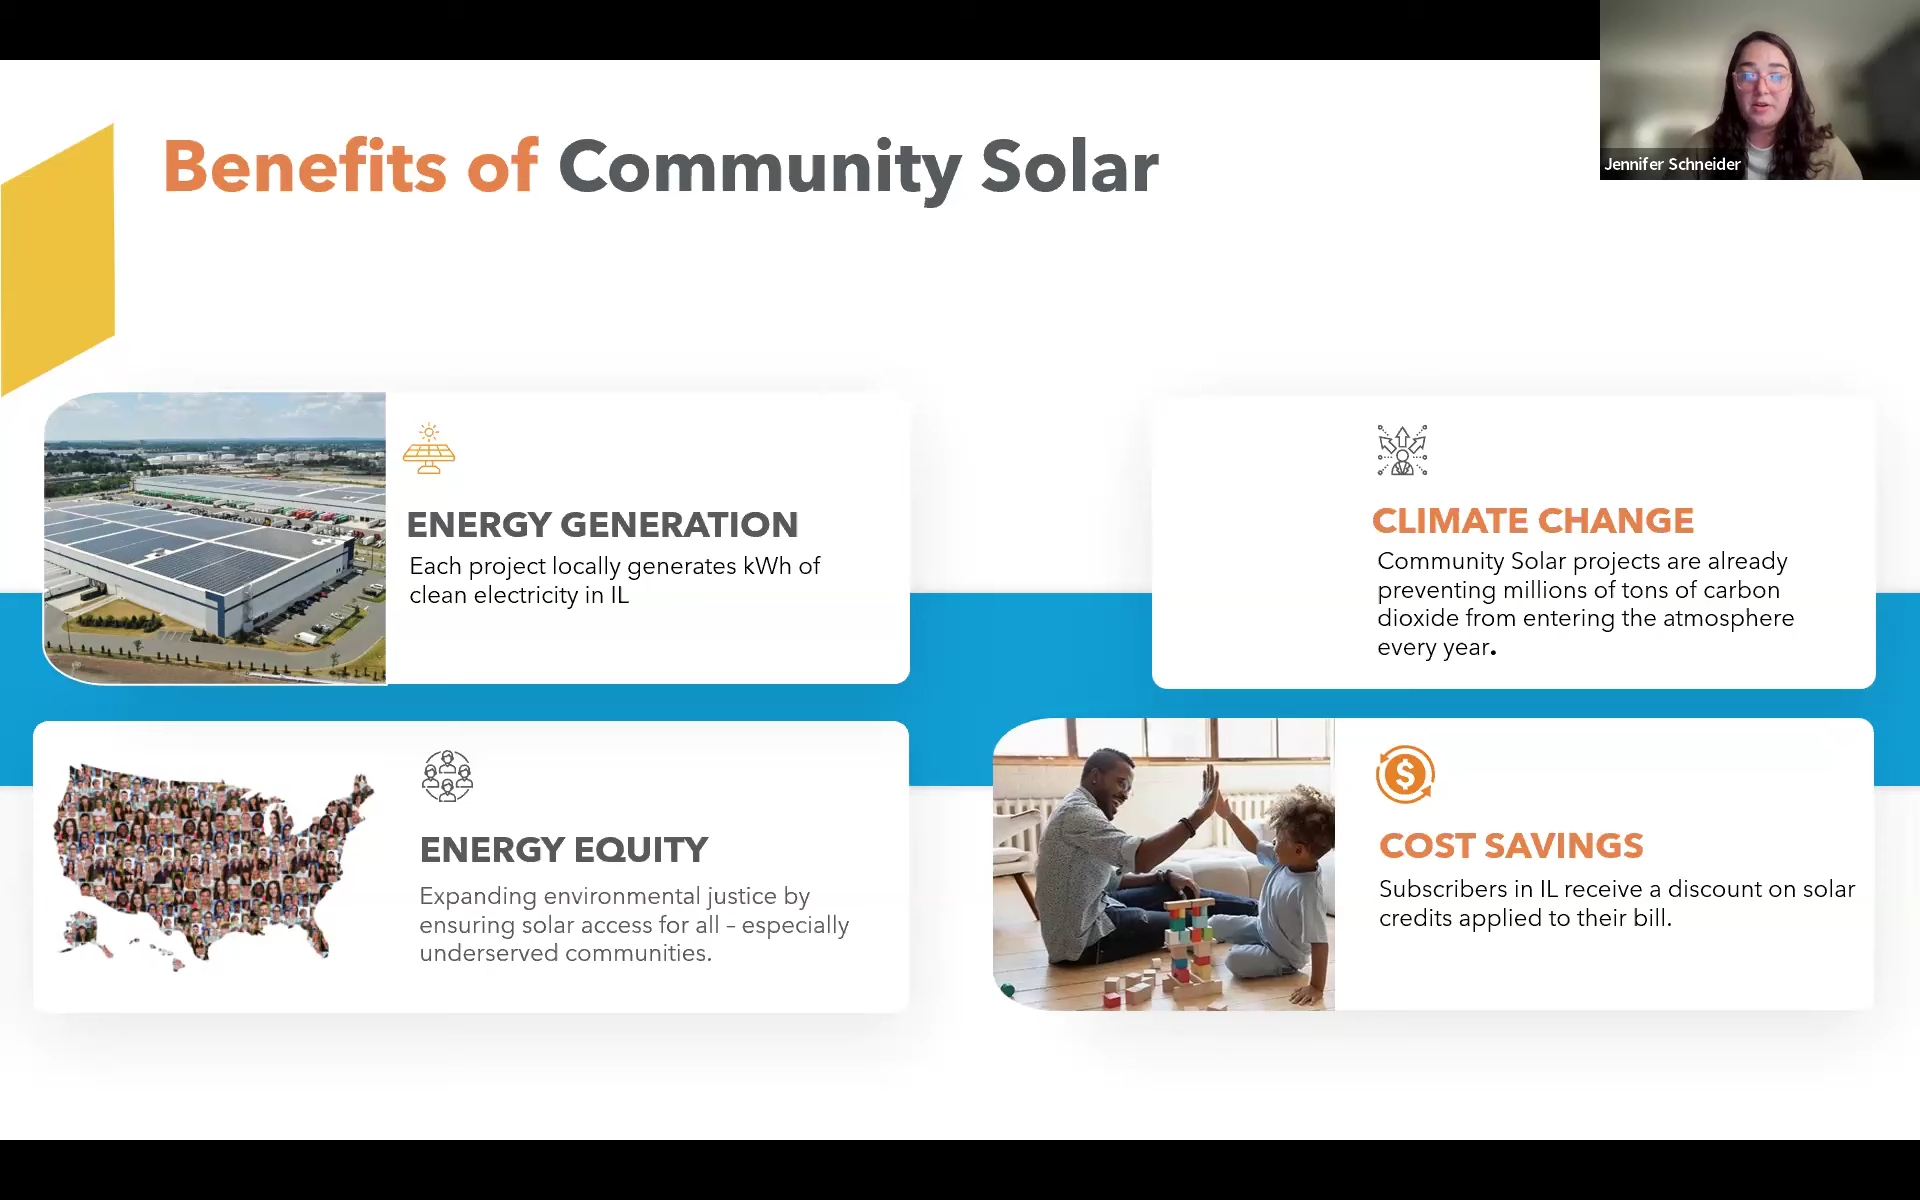 Jennifer Schneider
Benefits of Community Solar
ENERGY GENERATION
Each project locally generates kWh of
clean electricity in IL
CLIMATE CHANGE
Community Solar projects are already
preventing millions of tons of carbon
dioxide from entering the atmosphere
every year.
ENERGY EQUITY
Expanding environmental justice by
ensuring solar access for all – especially
underserved communities.
$
COST SAVINGS
Subscribers in IL receive a discount on solar
credits applied to their bill.